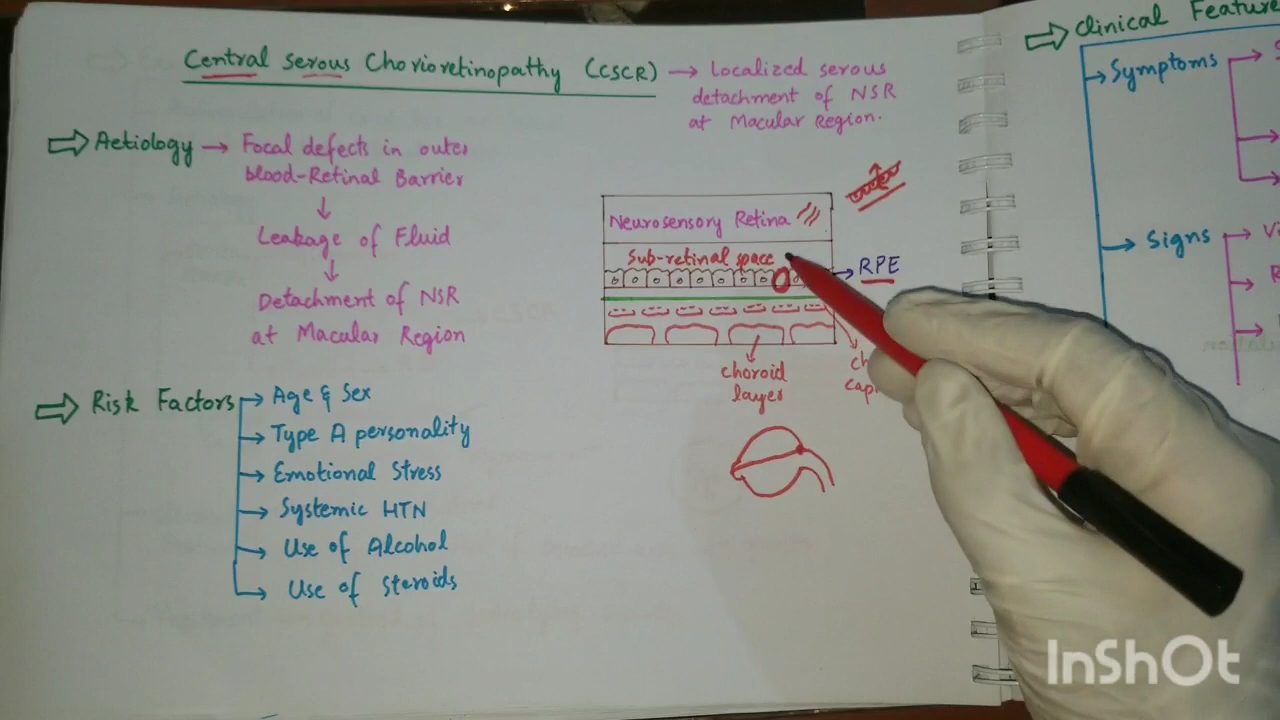 Central serous Chorioretinopathy (CSCR) → Localized serous
detachment of NSR
at Macular Region.
Aetiology → Focal defects in outer
blood-Retinal Barrier
↓
Leakage of Fluid
↓
Detachment of NSR
at Macular Region
Neurosensory Retina
Sub-retinal space
RPE
choroid
layer
Risk Factors
Age & Sex
Type A personality
Emotional Stress
Systemic HTN
Use of Alcohol
Use of Steroids
Clinical Feature
Symptoms
Signs
InShOt